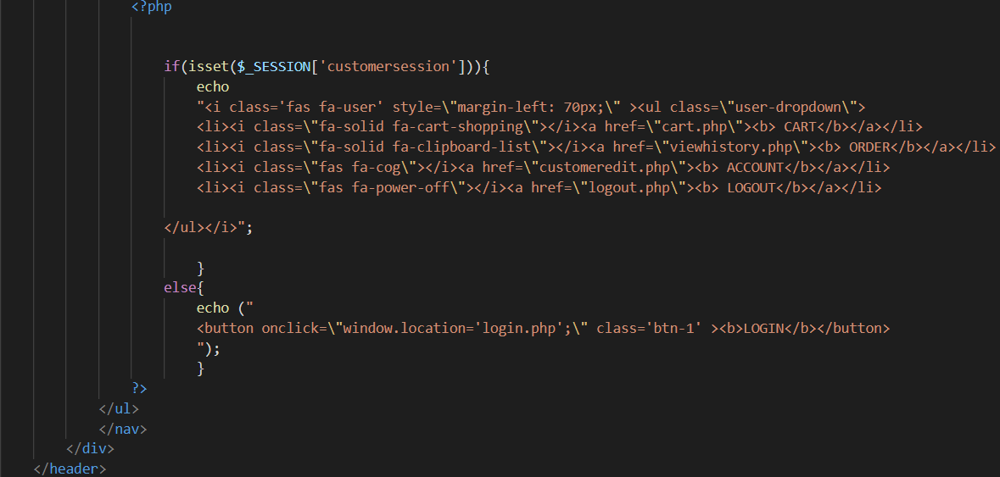 <?php
if(isset($_SESSION['customersession'])){
echo
"<i class='fas fa-user' style=\"margin-left: 70px;\" ><ul class=\"user-dropdown\">
<li><i class=\"fa-solid fa-cart-shopping\"></i><a href=\"cart.php\"><b> CART</b></a></li>
<li><i class=\"fa-solid fa-clipboard-list\"></i><a href=\"viewhistory.php\"><b> ORDER</b></a></li>
<li><i class=\"fas fa-cog\"></i><a href=\"customeredit.php\"><b> ACCOUNT</b></a></li>
<li><i class=\"fas fa-power-off\"></i><a href=\"logout.php\"><b> LOGOUT</b></a></li>
</ul></i>";
}
else{
echo ("
<button onclick=\"window.location='login.php';\" class='btn-1' ><b>LOGIN</b></button>
");
}
?>
</ul>
</nav>
</div>
</header>